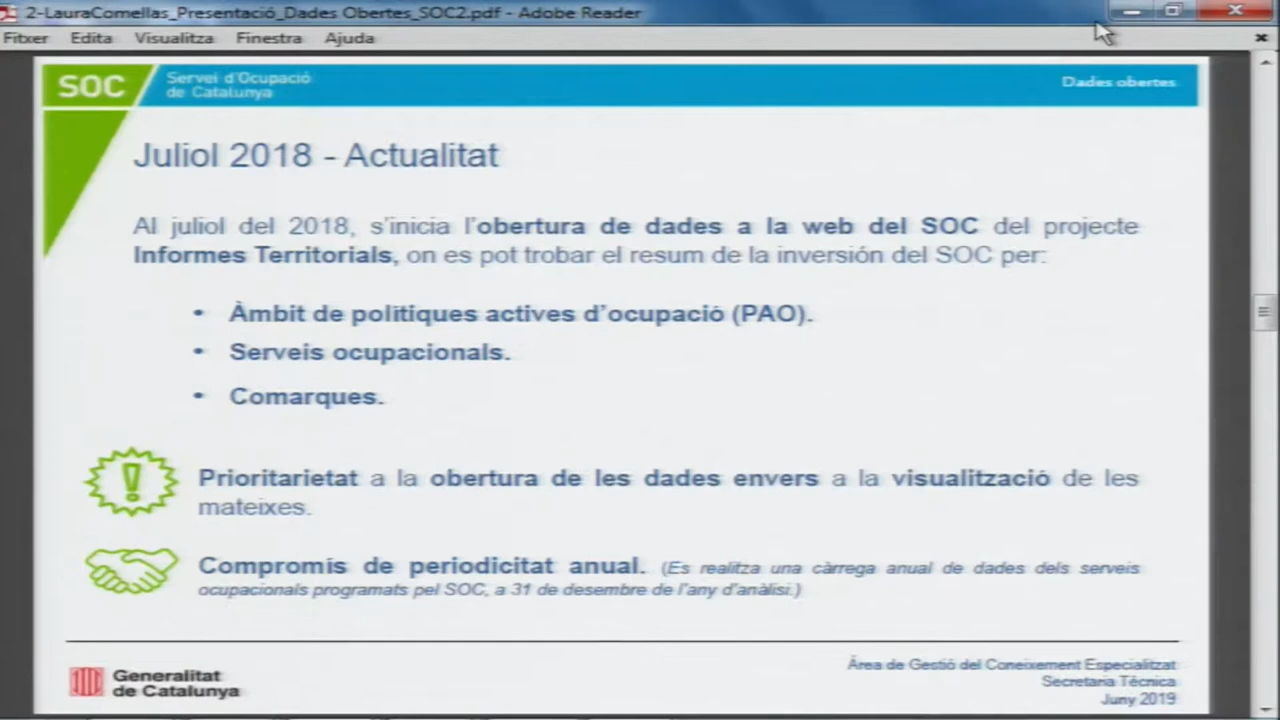 2-LauraComellas_Presentació_Dades Obertes_SOC2.pdf - Adobe Reader
Fitxer Edita Visualitza Finestra Ajuda
SOC
Servei d'Ocupació
de Catalunya
Dades obertes
Juliol 2018 - Actualitat
Al juliol del 2018, s'inicia l'obertura de dades a la web del SOC del projecte
Informes Territorials, on es pot trobar el resum de la inversión del SOC per:
• Àmbit de polítiques actives d'ocupació (PAO).
• Serveis ocupacionals.
• Comarques.
Prioritarietat a la obertura de les dades envers a la visualització de les
mateixes.
Compromís de periodicitat anual. (Es realitza una càrrega anual de dades dels serveis
ocupacionals programats pel SOC, a 31 de desembre de l'any d'anàlisi.)
Generalitat
de Catalunya
Àrea de Gestió del Coneixement Especialitzat
Secretaria Tècnica
Juny 2019